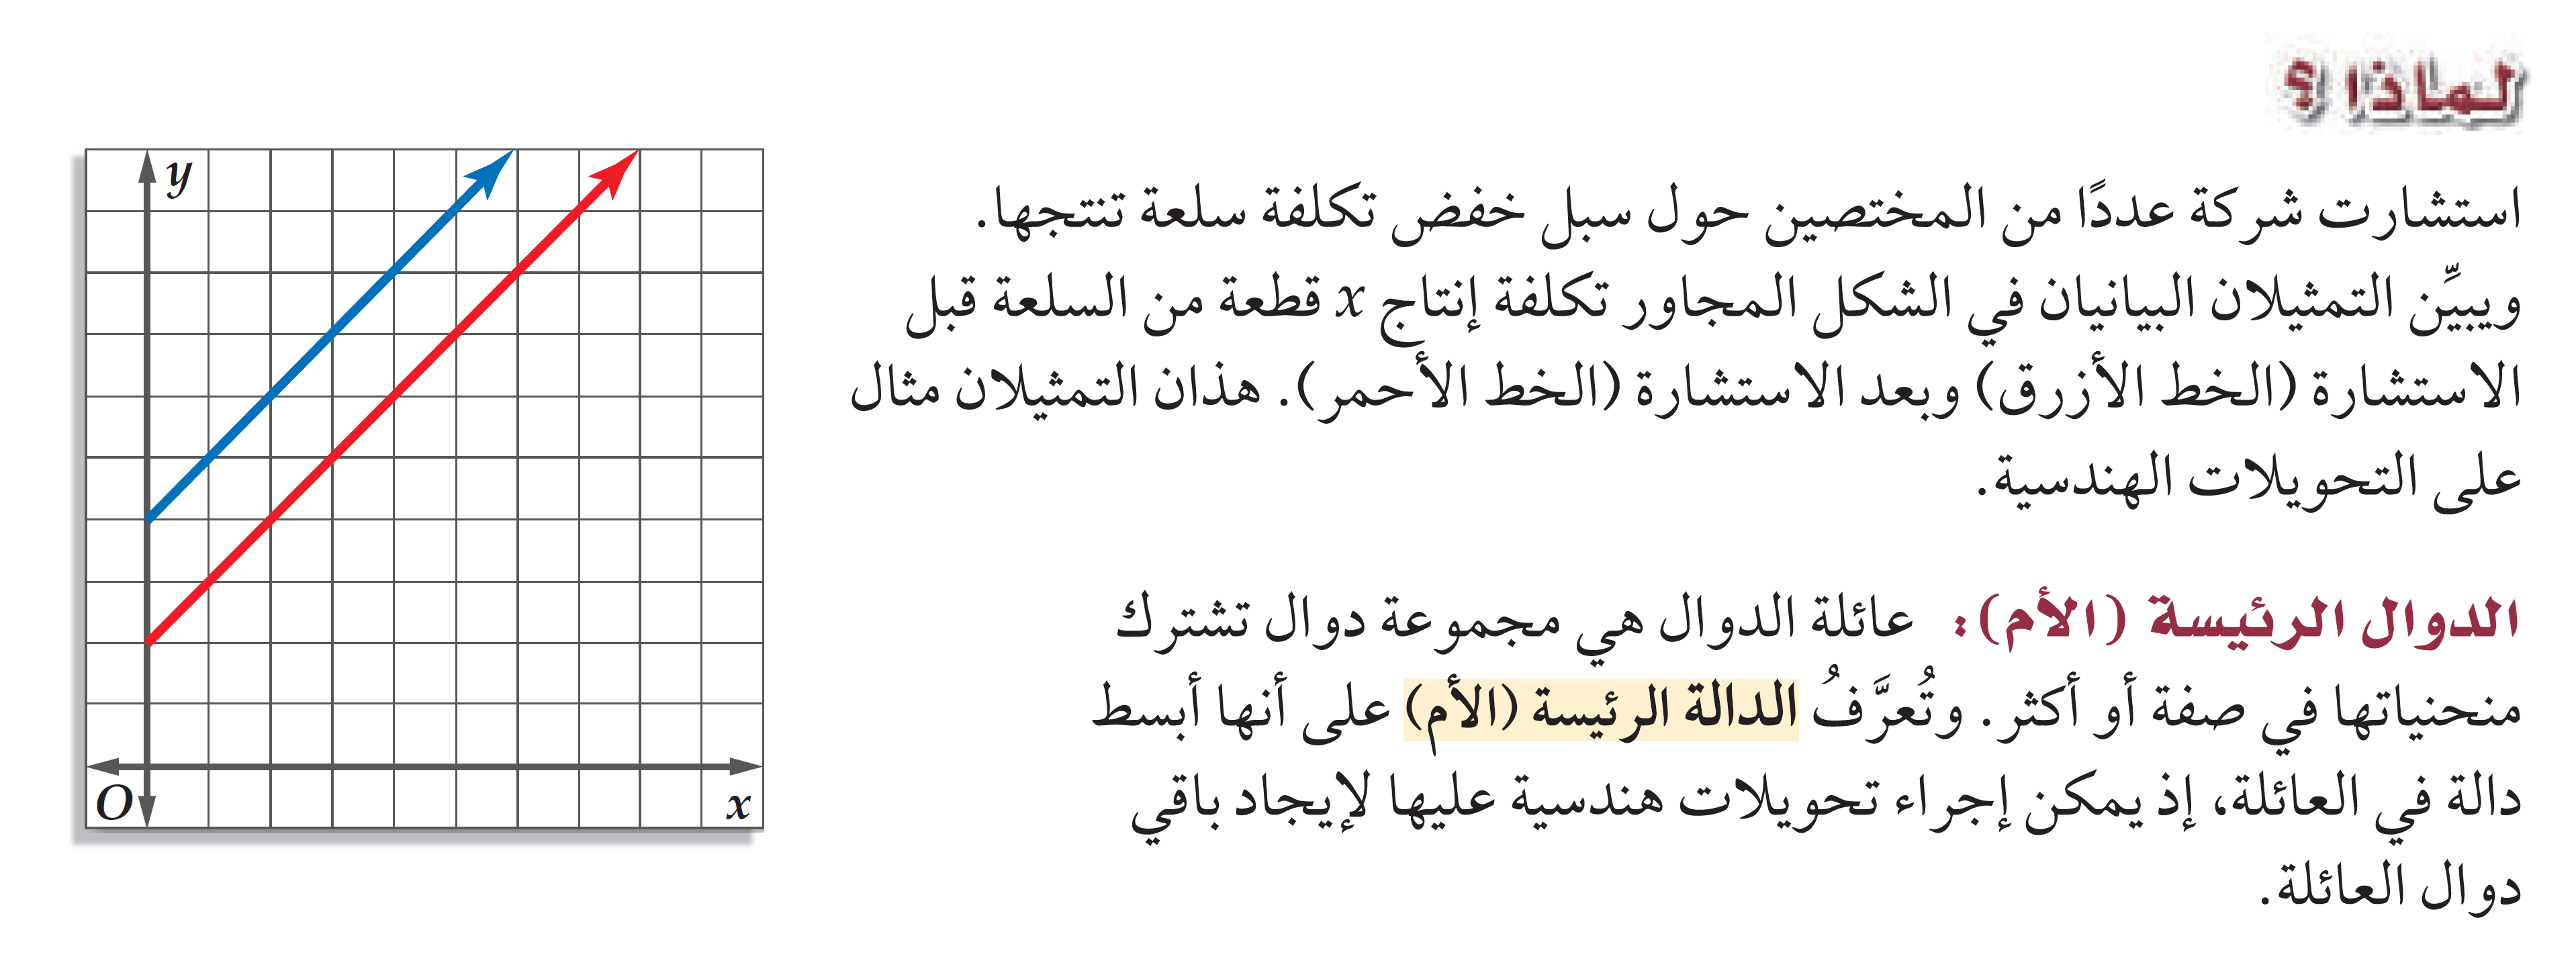 لماذا ؟
استشارت شركة عددًا من المختصين حول سبل خفض تكلفة سلعة تنتجها.
ويبيِّن التمثيلان البيانيان في الشكل المجاور تكلفة إنتاج x قطعة من السلعة قبل
الاستشارة (الخط الأزرق) وبعد الاستشارة (الخط الأحمر). هذان التمثيلان مثال
على التحويلات الهندسية.
الدوال الرئيسة (الأم): عائلة الدوال هي مجموعة دوال تشترك
منحنياتها في صفة أو أكثر. وتُعرَّفُ الدالة الرئيسة (الأم) على أنها أبسط
دالة في العائلة، إذ يمكن إجراء تحويلات هندسية عليها لإيجاد باقي
دوال العائلة.
y
O
x